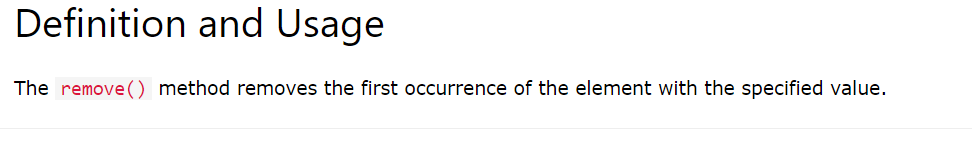 Definition and Usage
The remove() method removes the first occurrence of the element with the specified value.